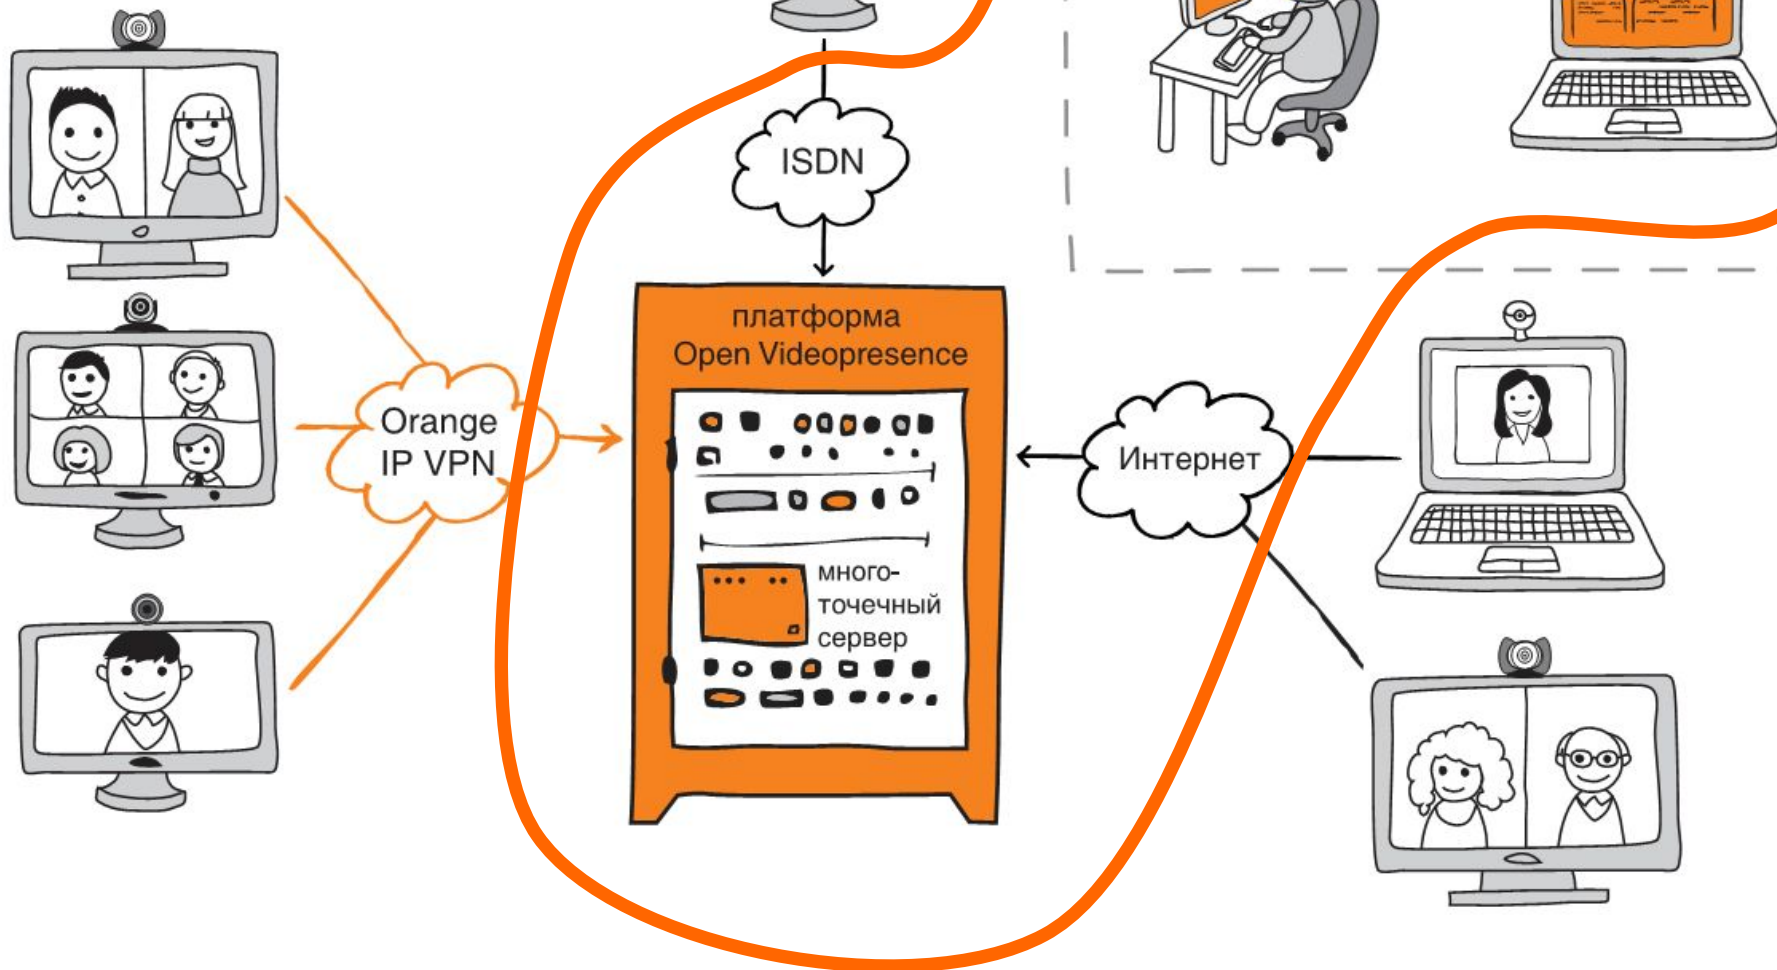 ISDN
платформа
Open Videopresence
Orange
IP VPN
Интернет
много-
точечный
сервер